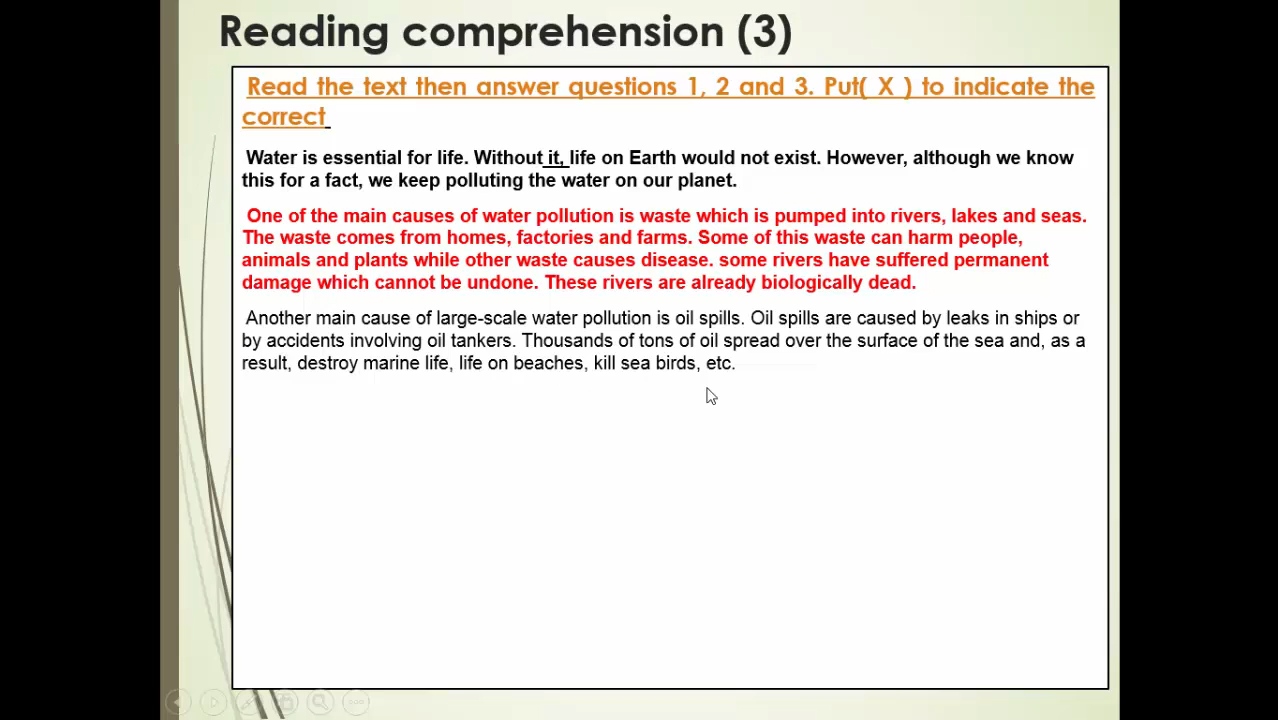 Reading comprehension (3)
Read the text then answer questions 1, 2 and 3. Put( X ) to indicate the
correct
Water is essential for life. Without it, life on Earth would not exist. However, although we know
this for a fact, we keep polluting the water on our planet.
One of the main causes of water pollution is waste which is pumped into rivers, lakes and seas.
The waste comes from homes, factories and farms. Some of this waste can harm people,
animals and plants while other waste causes disease. some rivers have suffered permanent
damage which cannot be undone. These rivers are already biologically dead.
Another main cause of large-scale water pollution is oil spills. Oil spills are caused by leaks in ships or
by accidents involving oil tankers. Thousands of tons of oil spread over the surface of the sea and, as a
result, destroy marine life, life on beaches, kill sea birds, etc.